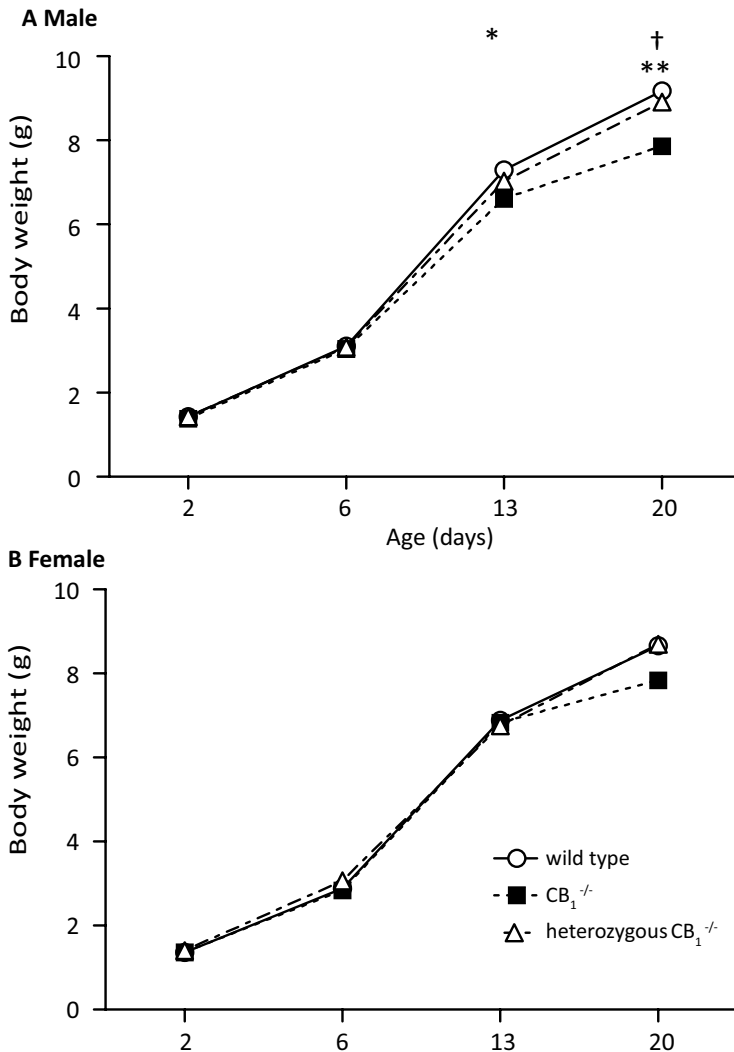 A Male
* †
**
10
8
6
4
2
0
Body weight (g)
2 6 13 20
Age (days)
B Female
10
8
6
4
2
0
Body weight (g)
wild type
CB₁⁻/⁻
heterozygous CB₁⁻/⁻
2 6 13 20